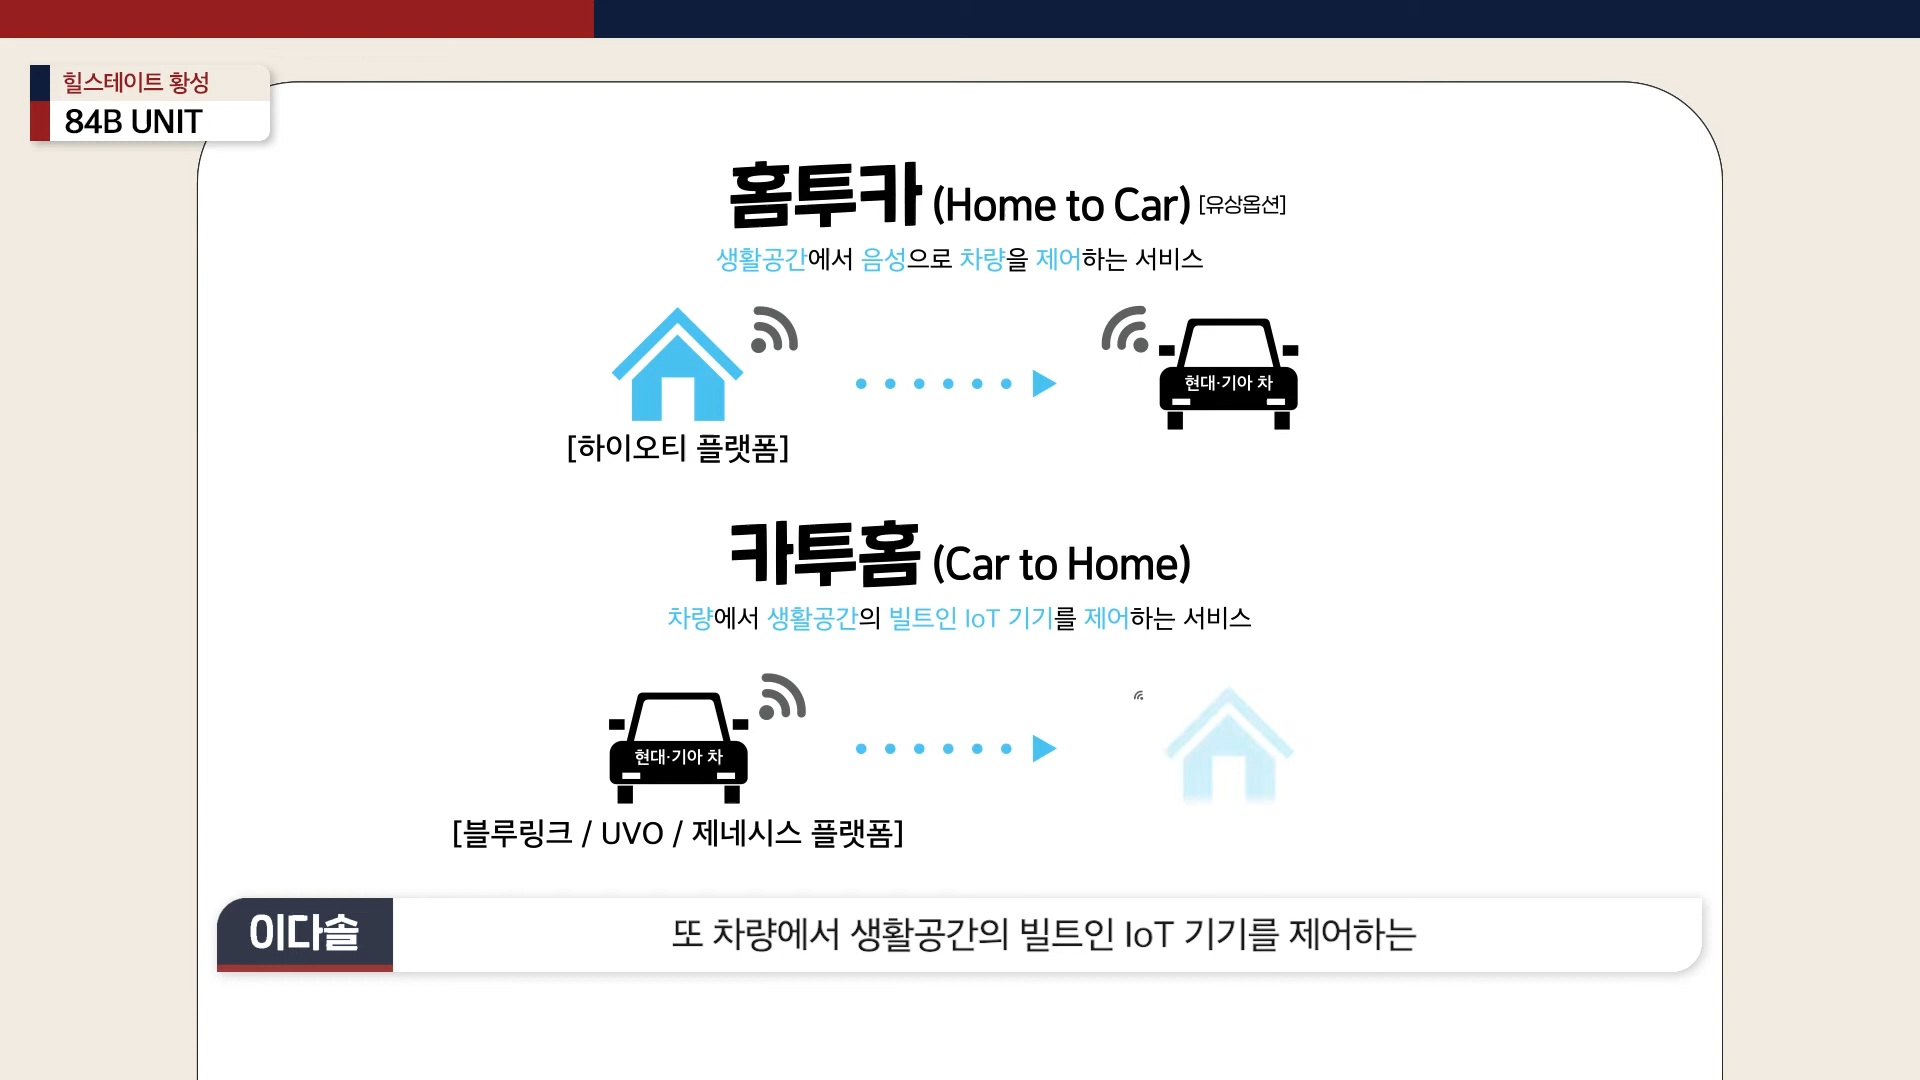 힐스테이트 황성
84B UNIT
홈투카 (Home to Car) [유상옵션]
생활공간에서 음성으로 차량을 제어하는 서비스
현대·기아 차
[하이오티 플랫폼]
카투홈 (Car to Home)
차량에서 생활공간의 빌트인 IoT 기기를 제어하는 서비스
현대·기아 차
[블루링크 / UVO / 제네시스 플랫폼]
이다솔
또 차량에서 생활공간의 빌트인 IoT 기기를 제어하는